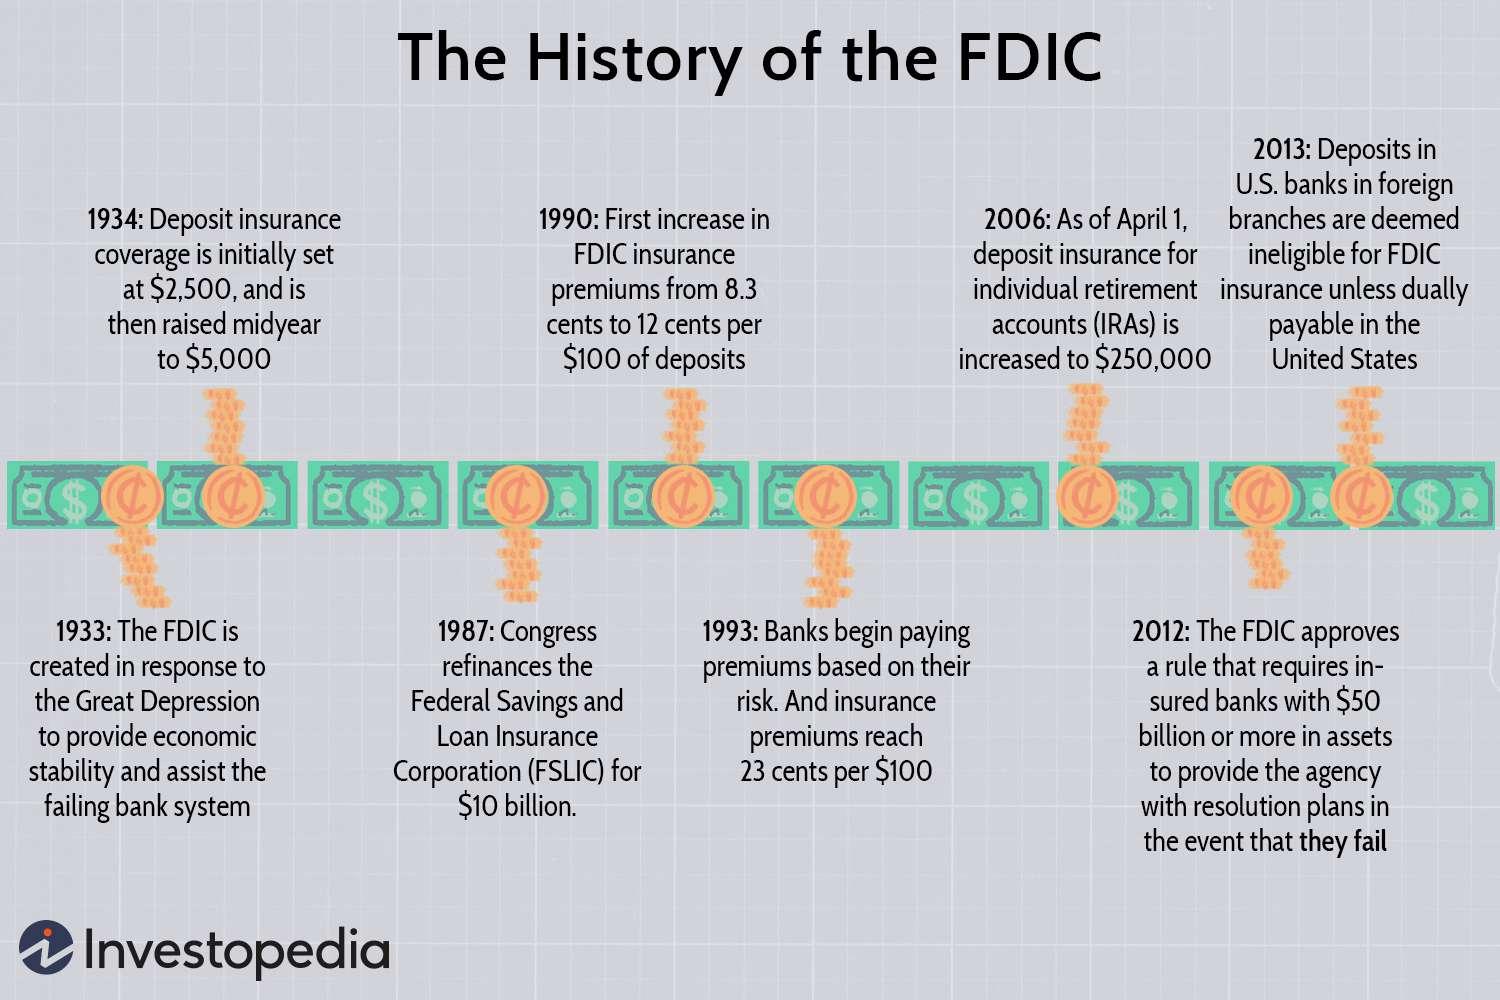 The History of the FDIC
1934: Deposit insurance
coverage is initially set
at $2,500, and is
then raised midyear
to $5,000
1990: First increase in
FDIC insurance
premiums from 8.3
cents to 12 cents per
$100 of deposits
2006: As of April 1,
deposit insurance for
individual retirement
accounts (IRAs) is
increased to $250,000
2013: Deposits in
U.S. banks in foreign
branches are deemed
ineligible for FDIC
insurance unless dually
payable in the
United States
1933: The FDIC is
created in response to
the Great Depression
to provide economic
stability and assist the
failing bank system
1987: Congress
refinances the
Federal Savings and
Loan Insurance
Corporation (FSLIC) for
$10 billion.
1993: Banks begin paying
premiums based on their
risk. And insurance
premiums reach
23 cents per $100
2012: The FDIC approves
a rule that requires in-
sured banks with $50
billion or more in assets
to provide the agency
with resolution plans in
the event that they fail
Investopedia